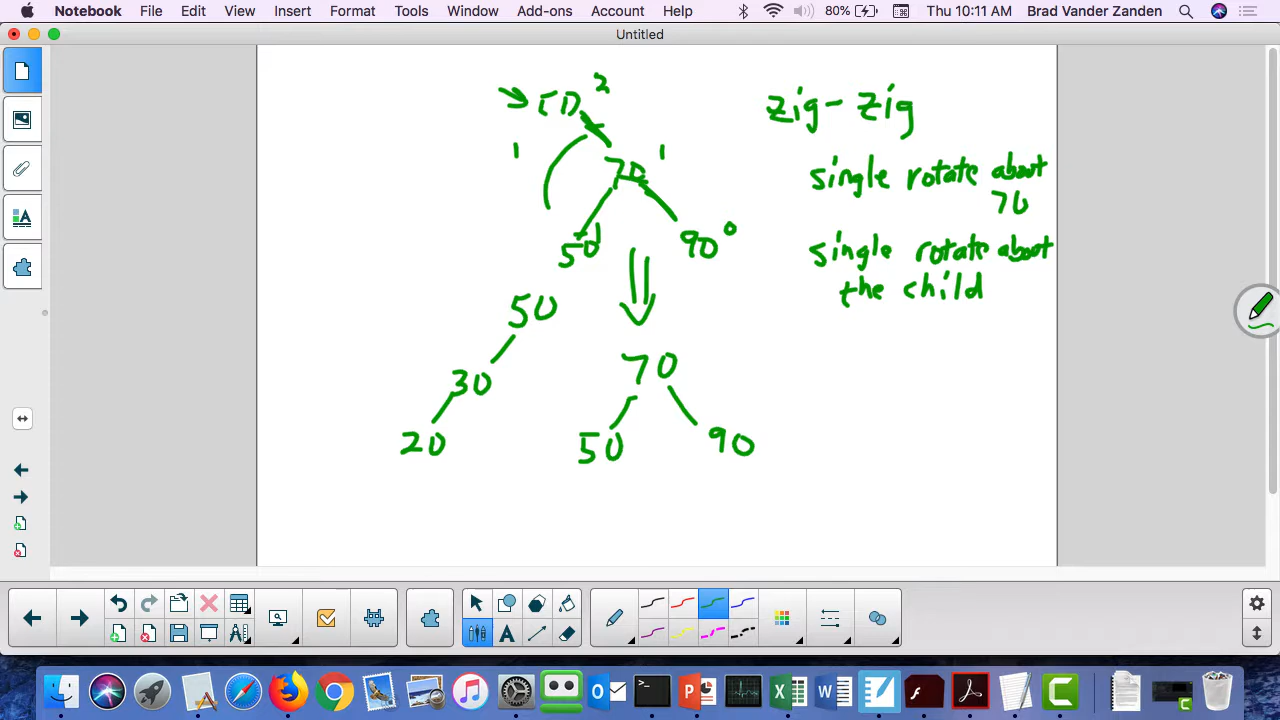 Notebook File Edit View Insert Format Tools Window Add-ons Account Help 80% Thu 10:11 AM Brad Vander Zanden
Untitled
2
zig-zig
1
70 1
single rotate about
70
50 90 0
single rotate about
the child
50
70
30
20 50 90